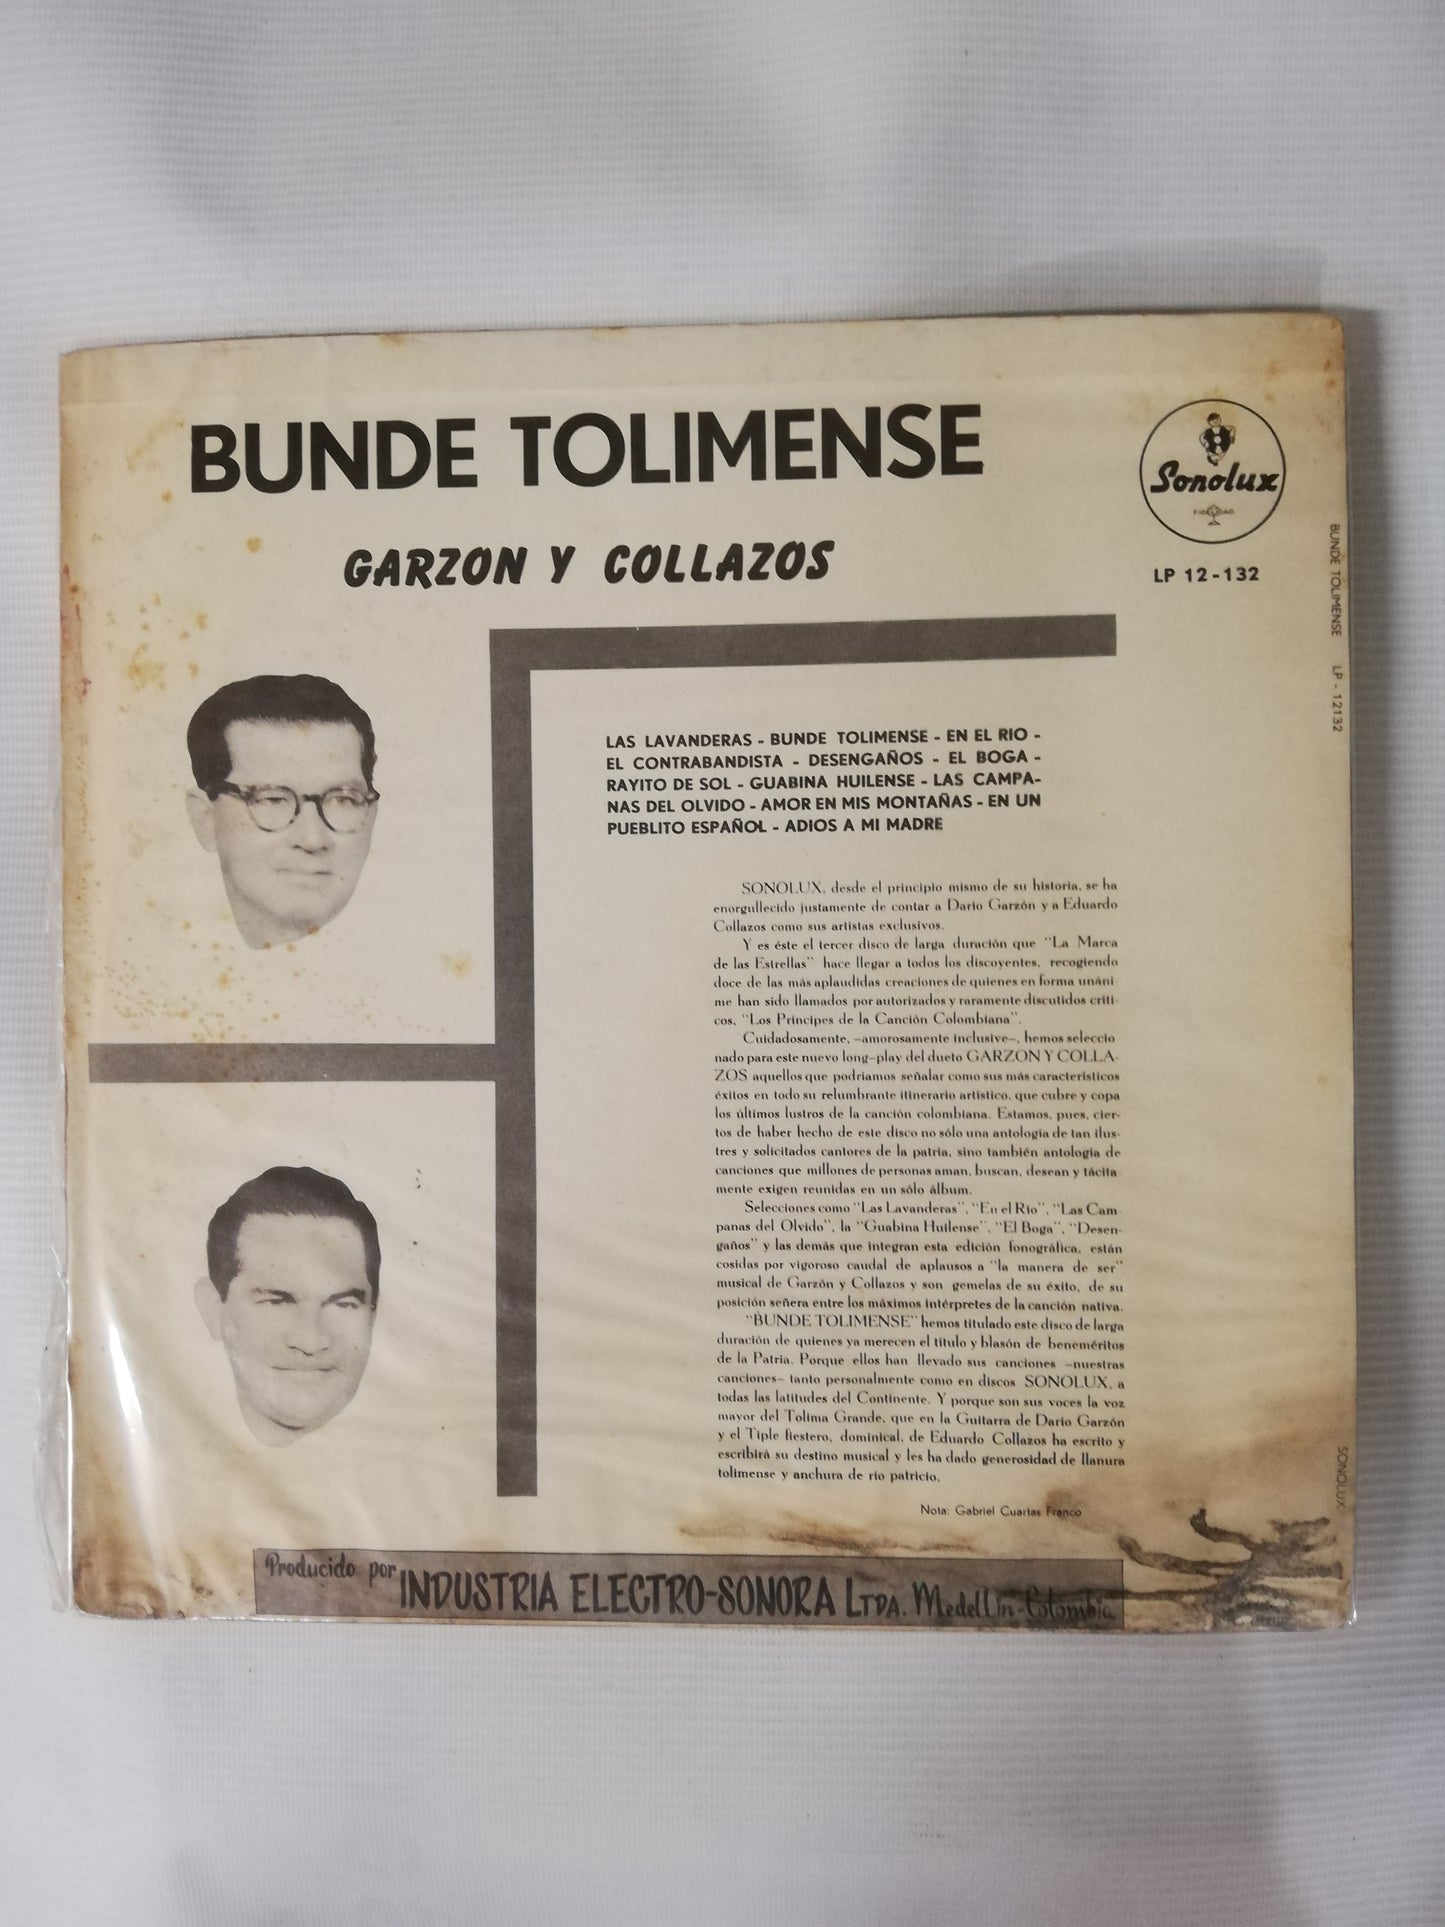 BUNDE TOLIMENSE
GARZON Y COLLAZOS
Sonolux
FIDELIDAD
LP 12-132
BUNDE TOLIMENSE LP - 12132
SONOLUX
LAS LAVANDERAS - BUNDE TOLIMENSE - EN EL RIO -
EL CONTRABANDISTA - DESENGAÑOS - EL BOGA -
RAYITO DE SOL - GUABINA HUILENSE - LAS CAMPA-
NAS DEL OLVIDO - AMOR EN MIS MONTAÑAS - EN UN
PUEBLITO ESPAÑOL - ADIOS A MI MADRE
SONOLUX, desde el principio mismo de su historia, se ha
enorgullecido justamente de contar a Darío Garzón y a Eduardo
Collazos como sus artistas exclusivos.
Y es éste el tercer disco de larga duración que "La Marca
de las Estrellas" hace llegar a todos los discoyentes, recogiendo
doce de las más aplaudidas creaciones de quienes en forma unáni-
me han sido llamados por autorizados y raramente discutidos críti-
cos, "Los Príncipes de la Canción Colombiana".
Cuidadosamente, -amorosamente inclusive-, hemos seleccio
nado para este nuevo long-play del dueto GARZON Y COLLA-
ZOS aquellos que podríamos señalar como sus más característicos
éxitos en todo su relumbrante itinerario artístico, que cubre y copa
los últimos lustros de la canción colombiana. Estamos, pues, cier-
tos de haber hecho de este disco no sólo una antología de tan ilus-
tres y solicitados cantores de la patria, sino también antología de
canciones que millones de personas aman, buscan, desean y tácita
mente exigen reunidas en un sólo álbum.
Selecciones como "Las Lavanderas", "En el Río", "Las Cam-
panas del Olvido", la "Guabina Huilense", "El Boga", "Desen-
gaños" y las demás que integran esta edición fonográfica, están
cosidas por vigoroso caudal de aplausos a "la manera de ser"
musical de Garzón y Collazos y son gemelas de su éxito, de su
posición señera entre los máximos intérpretes de la canción nativa.
"BUNDE TOLIMENSE" hemos titulado este disco de larga
duración de quienes ya merecen el título y blasón de beneméritos
de la Patria. Porque ellos han llevado sus canciones -nuestras
canciones- tanto personalmente como en discos SONOLUX, a
todas las latitudes del Continente. Y porque son sus voces la voz
mayor del Tolima Grande, que en la Guitarra de Darío Garzón
y el Tiple fiestero, dominical, de Eduardo Collazos ha escrito y
escribirá su destino musical y les ha dado generosidad de llanura
tolimense y anchura de río patricio.
Nota: Gabriel Cuartas Franco
Producido por INDUSTRIA ELECTRO-SONORA LTDA. Medellín-Colombia